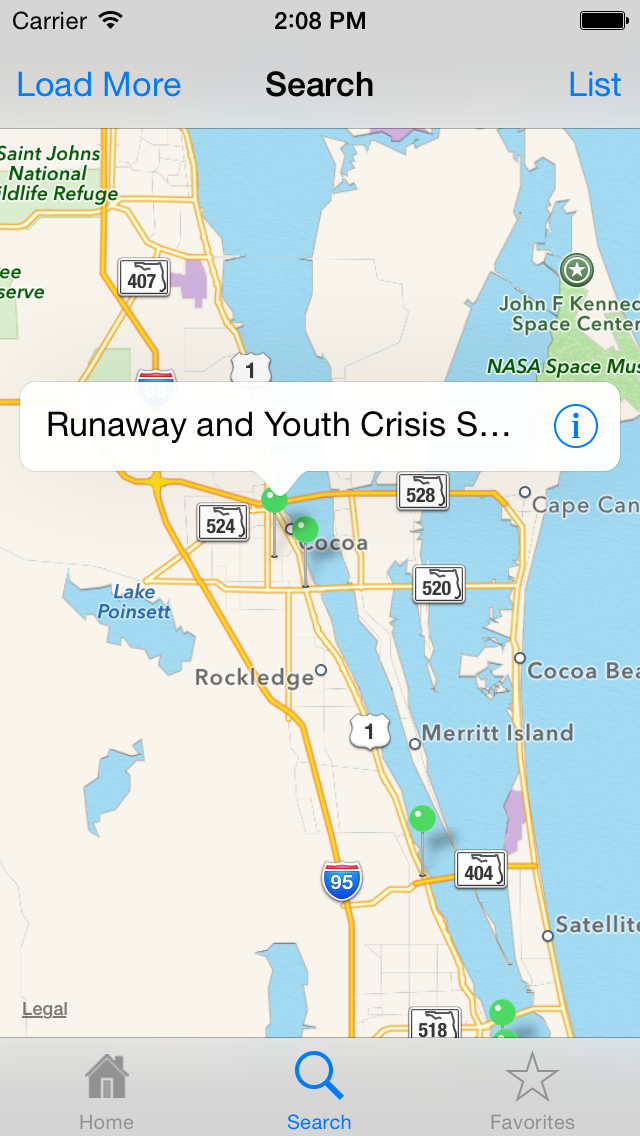 Carrier 2:08 PM
Load More Search List
Saint Johns
National
ildlife Refuge
ee
serve
407
John F Kenned
Space Center
NASA Space Mus
1
95
Runaway and Youth Crisis S... i
528
Cape Can
524
Cocoa
520
Lake
Poinsett
Rockledge
Cocoa Bea
1
Merritt Island
404
95
Satellite
Legal
518
Home Search Favorites